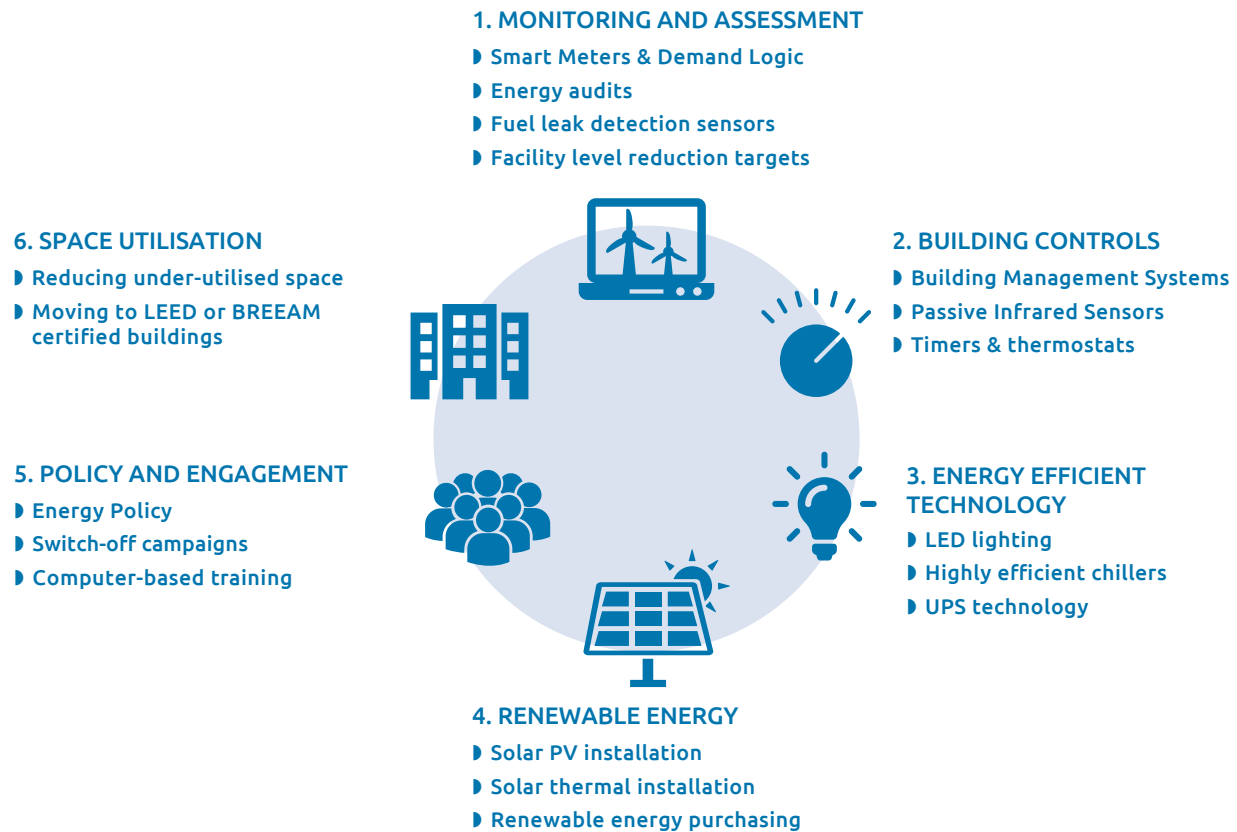 1. MONITORING AND ASSESSMENT
Smart Meters & Demand Logic
Energy audits
Fuel leak detection sensors
Facility level reduction targets
2. BUILDING CONTROLS
Building Management Systems
Passive Infrared Sensors
Timers & thermostats
3. ENERGY EFFICIENT
TECHNOLOGY
LED lighting
Highly efficient chillers
UPS technology
4. RENEWABLE ENERGY
Solar PV installation
Solar thermal installation
Renewable energy purchasing
5. POLICY AND ENGAGEMENT
Energy Policy
Switch-off campaigns
Computer-based training
6. SPACE UTILISATION
Reducing under-utilised space
Moving to LEED or BREEAM
certified buildings